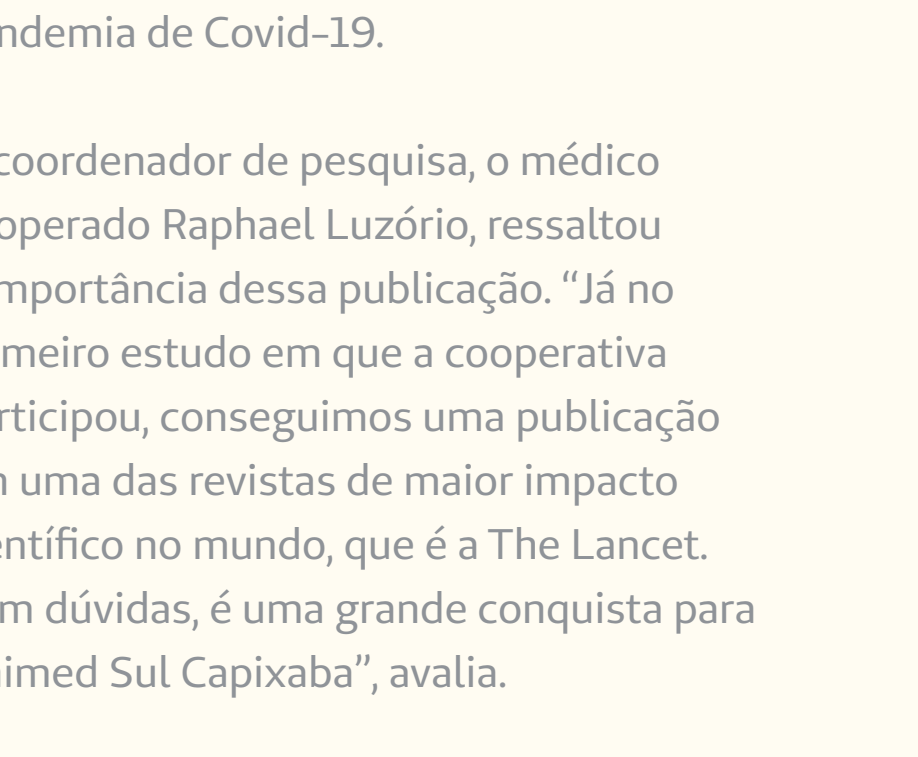 ndemia de Covid-19.
coordenador de pesquisa, o médico
operado Raphael Luzório, ressaltou
mportância dessa publicação. “Já no
meiro estudo em que a cooperativa
rticipou, conseguimos uma publicação
uma das revistas de maior impacto
entífico no mundo, que é a The Lancet.
m dúvidas, é uma grande conquista para
imed Sul Capixaba”, avalia.